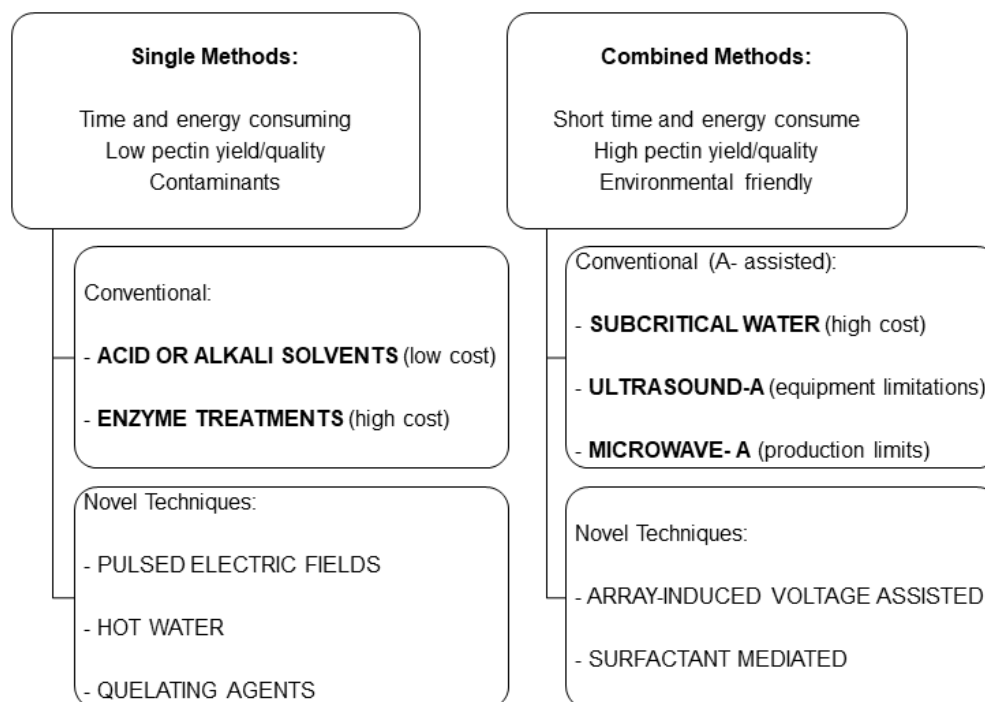 Single Methods:
Time and energy consuming
Low pectin yield/quality
Contaminants
Conventional:
- ACID OR ALKALI SOLVENTS (low cost)
- ENZYME TREATMENTS (high cost)
Novel Techniques:
- PULSED ELECTRIC FIELDS
- HOT WATER
- QUELATING AGENTS
Combined Methods:
Short time and energy consume
High pectin yield/quality
Environmental friendly
Conventional (A- assisted):
- SUBCRITICAL WATER (high cost)
- ULTRASOUND-A (equipment limitations)
- MICROWAVE- A (production limits)
Novel Techniques:
- ARRAY-INDUCED VOLTAGE ASSISTED
- SURFACTANT MEDIATED